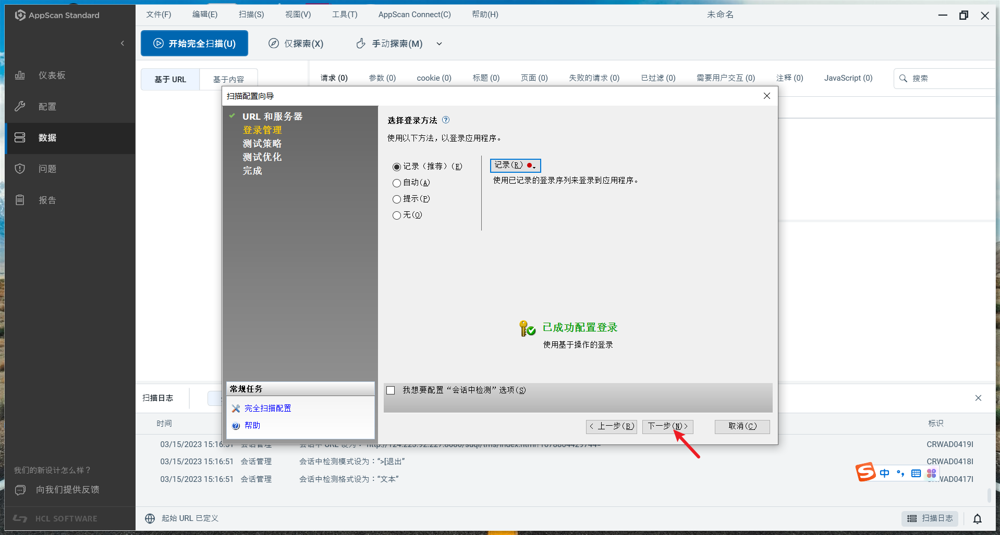 AppScan Standard
文件(F) 编辑(E) 扫描(S) 视图(V) 工具(T) AppScan Connect(C) 帮助(H) 未命名
开始完全扫描(U) 仅探索(X) 手动探索(M)
仪表板
配置
数据
问题
报告
基于 URL 基于内容
请求 (0) 参数 (0) cookie (0) 标题 (0) 页面 (0) 失败的请求 (0) 已过滤 (0) 需要用户交互 (0) 注释 (0) JavaScript (0) 搜索
扫描配置向导
URL 和服务器
登录管理
测试策略
测试优化
完成
选择登录方法
使用以下方法，以登录应用程序。
记录（推荐）(E)
自动(A)
提示(P)
无(O)
记录(R)
使用已记录的登录序列来登录到应用程序。
已成功配置登录
使用基于操作的登录
常规任务
完全扫描配置
帮助
我想要配置“会话中检测”选项(S)
< 上一步(B) 下一步(N)> 取消(C)
扫描日志
时间 标识
03/15/2023 15:16:51 会话管理 会话中 URL 设为：“http://124.223.92.227:8080/suqi/tms/index.html?1678864429744=” CRWAD0419I
03/15/2023 15:16:51 会话管理 会话中检测模式设为：“>[退出” CRWAD0418I
03/15/2023 15:16:51 会话管理 会话中检测格式设为：“文本” WAD0417I
中
我们的新设计怎么样？
向我们提供反馈
HCL SOFTWARE
起始 URL 已定义 扫描日志